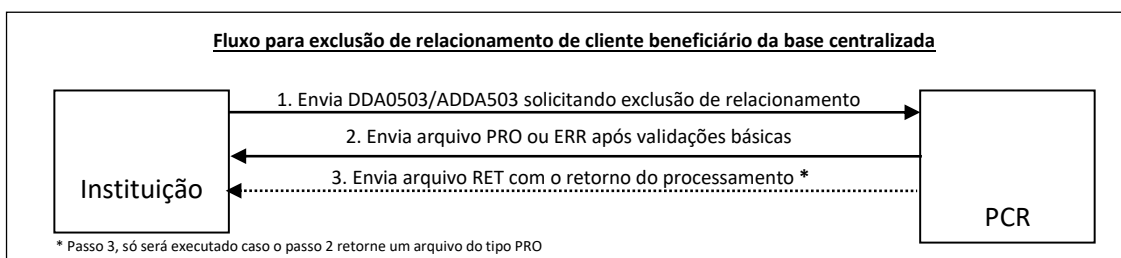 Fluxo para exclusão de relacionamento de cliente beneficiário da base centralizada
1. Envia DDA0503/ADDA503 solicitando exclusão de relacionamento
2. Envia arquivo PRO ou ERR após validações básicas
3. Envia arquivo RET com o retorno do processamento *
Instituição
PCR
* Passo 3, só será executado caso o passo 2 retorne um arquivo do tipo PRO